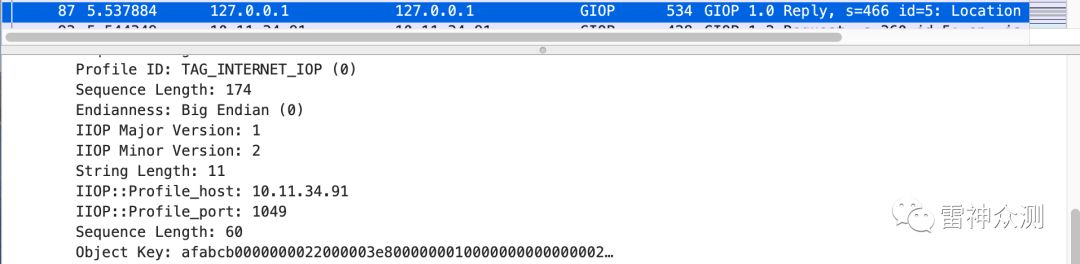 87 5.537884 127.0.0.1 127.0.0.1 GIOP 534 GIOP 1.0 Reply, s=466 id=5: Location
Profile ID: TAG_INTERNET_IOP (0)
Sequence Length: 174
Endianness: Big Endian (0)
IIOP Major Version: 1
IIOP Minor Version: 2
String Length: 11
IIOP::Profile_host: 10.11.34.91
IIOP::Profile_port: 1049
Sequence Length: 60
Object Key: afabcb0000000022000003e80000000010000000000000002…
雷神众测